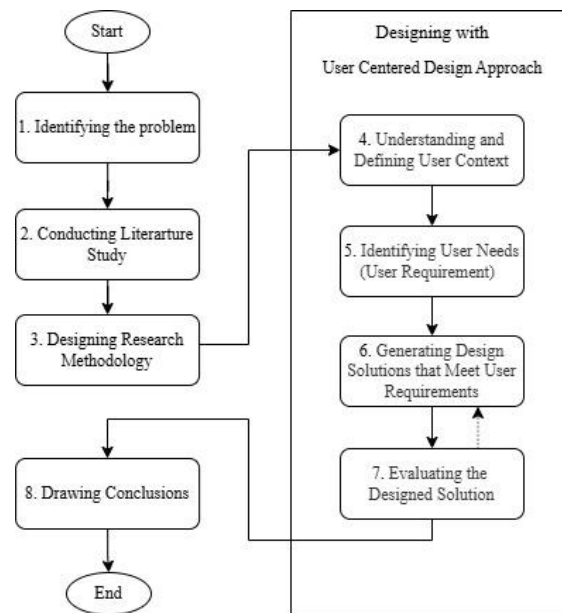 Start
1. Identifying the problem
2. Conducting Literarture
Study
3. Designing Research
Methodology
Designing with
User Centered Design Approach
4. Understanding and
Defining User Context
5. Identifying User Needs
(User Requirement)
6. Generating Design
Solutions that Meet User
Requirements
7. Evaluating the
Designed Solution
8. Drawing Conclusions
End